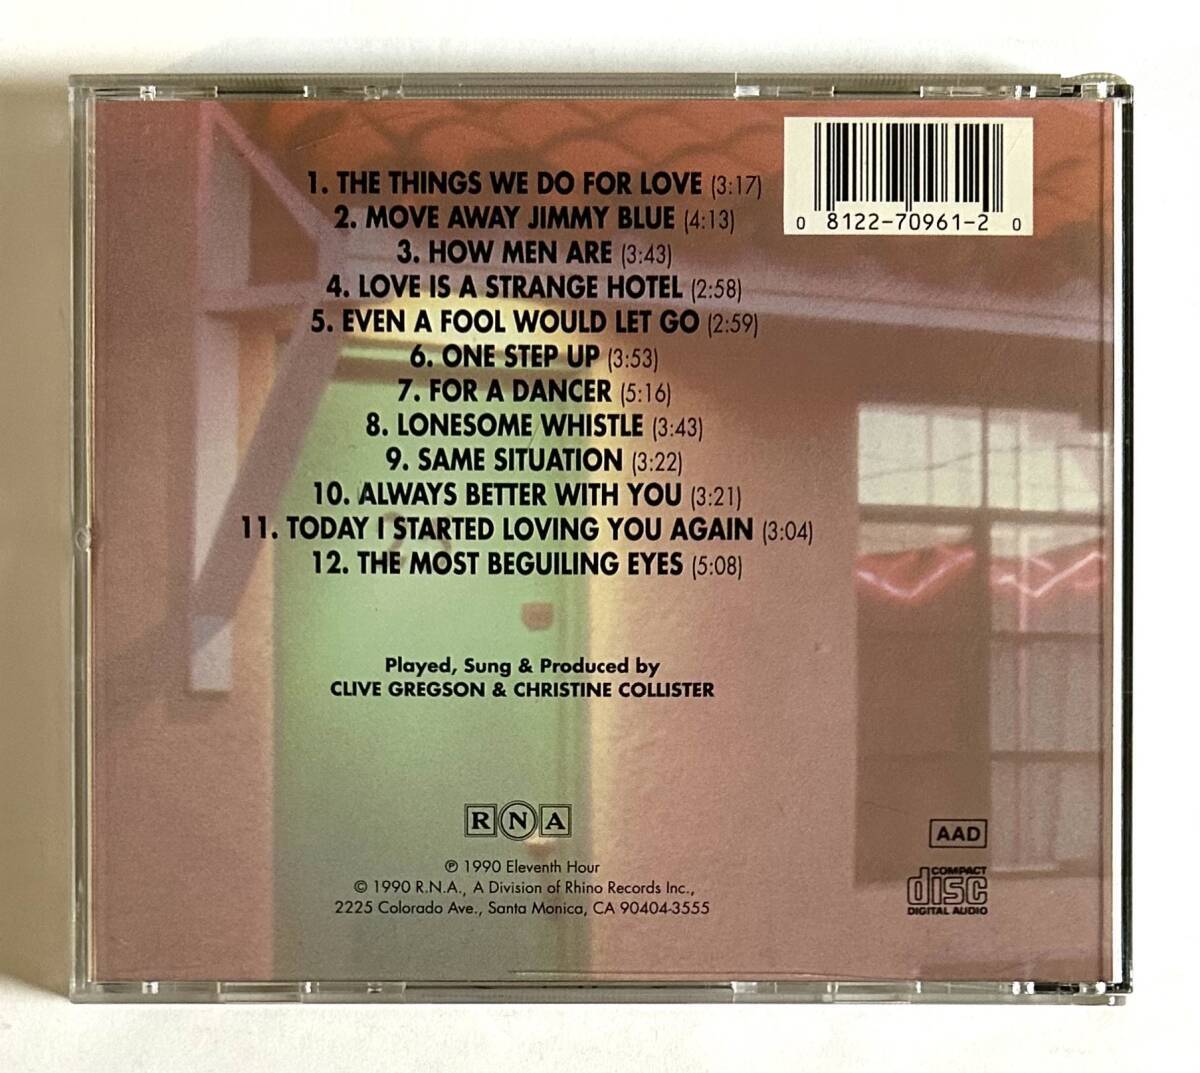 1. THE THINGS WE DO FOR LOVE (3:17)
2. MOVE AWAY JIMMY BLUE (4:13)
3. HOW MEN ARE (3:43)
4. LOVE IS A STRANGE HOTEL (2:58)
5. EVEN A FOOL WOULD LET GO (2:59)
6. ONE STEP UP (3:53)
7. FOR A DANCER (5:16)
8. LONESOME WHISTLE (3:43)
9. SAME SITUATION (3:22)
10. ALWAYS BETTER WITH YOU (3:21)
11. TODAY I STARTED LOVING YOU AGAIN (3:04)
12. THE MOST BEGUILING EYES (5:08)
0 8122-70961-2 0
Played, Sung & Produced by
CLIVE GREGSON & CHRISTINE COLLISTER
RNA
℗ 1990 Eleventh Hour
© 1990 R.N.A., A Division of Rhino Records Inc.,
2225 Colorado Ave., Santa Monica, CA 90404-3555
AAD
COMPACT
disc
DIGITAL AUDIO